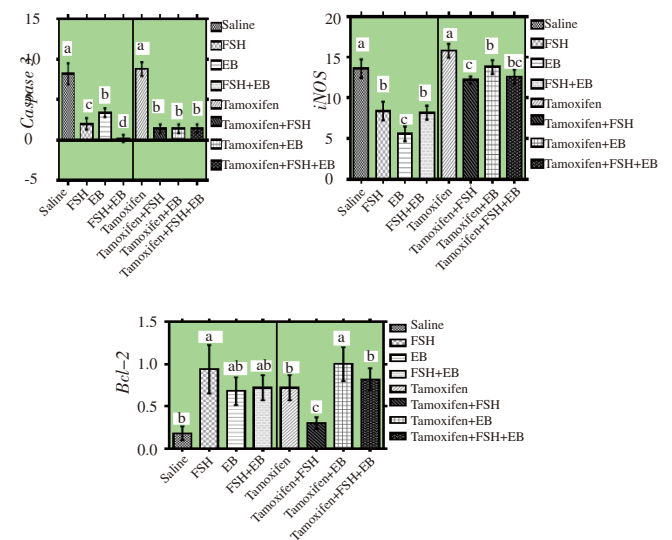 15
10
5
0
-5
Caspase 3
a
c
b
d
a
b
b
b
Saline
FSH
EB
FSH+EB
Tamoxifen
Tamoxifen+FSH
Tamoxifen+EB
Tamoxifen+FSH+EB
Saline
FSH
EB
FSH+EB
Tamoxifen
Tamoxifen+FSH
Tamoxifen+EB
Tamoxifen+FSH+EB
20
15
10
5
0
iNOS
a
b
c
b
a
c
b
bc
Saline
FSH
EB
FSH+EB
Tamoxifen
Tamoxifen+FSH
Tamoxifen+EB
Tamoxifen+FSH+EB
Saline
FSH
EB
FSH+EB
Tamoxifen
Tamoxifen+FSH
Tamoxifen+EB
Tamoxifen+FSH+EB
1.5
1.0
0.5
0.0
Bcl–2
b
a
ab
ab
b
c
a
b
Saline
FSH
EB
FSH+EB
Tamoxifen
Tamoxifen+FSH
Tamoxifen+EB
Tamoxifen+FSH+EB
Saline
FSH
EB
FSH+EB
Tamoxifen
Tamoxifen+FSH
Tamoxifen+EB
Tamoxifen+FSH+EB